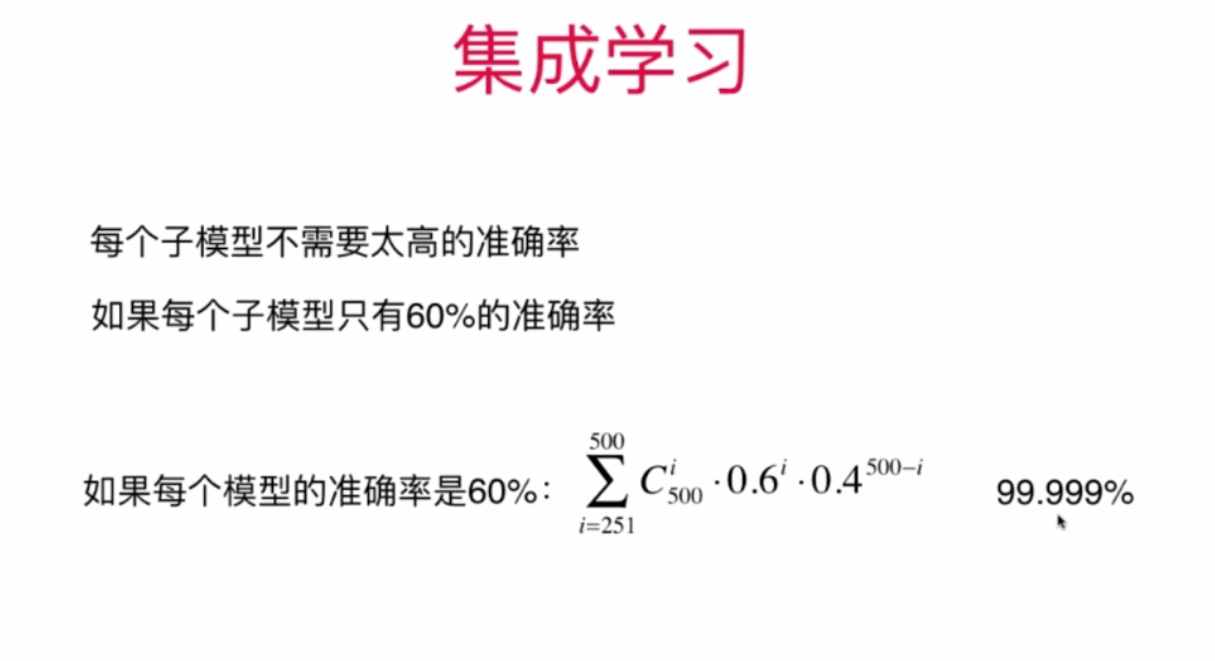 集成学习
每个子模型不需要太高的准确率
如果每个子模型只有60%的准确率
如果每个模型的准确率是60%： $\sum_{i=251}^{500} C_{500}^{i} \cdot 0.6^{i} \cdot 0.4^{500-i}$ 99.999%